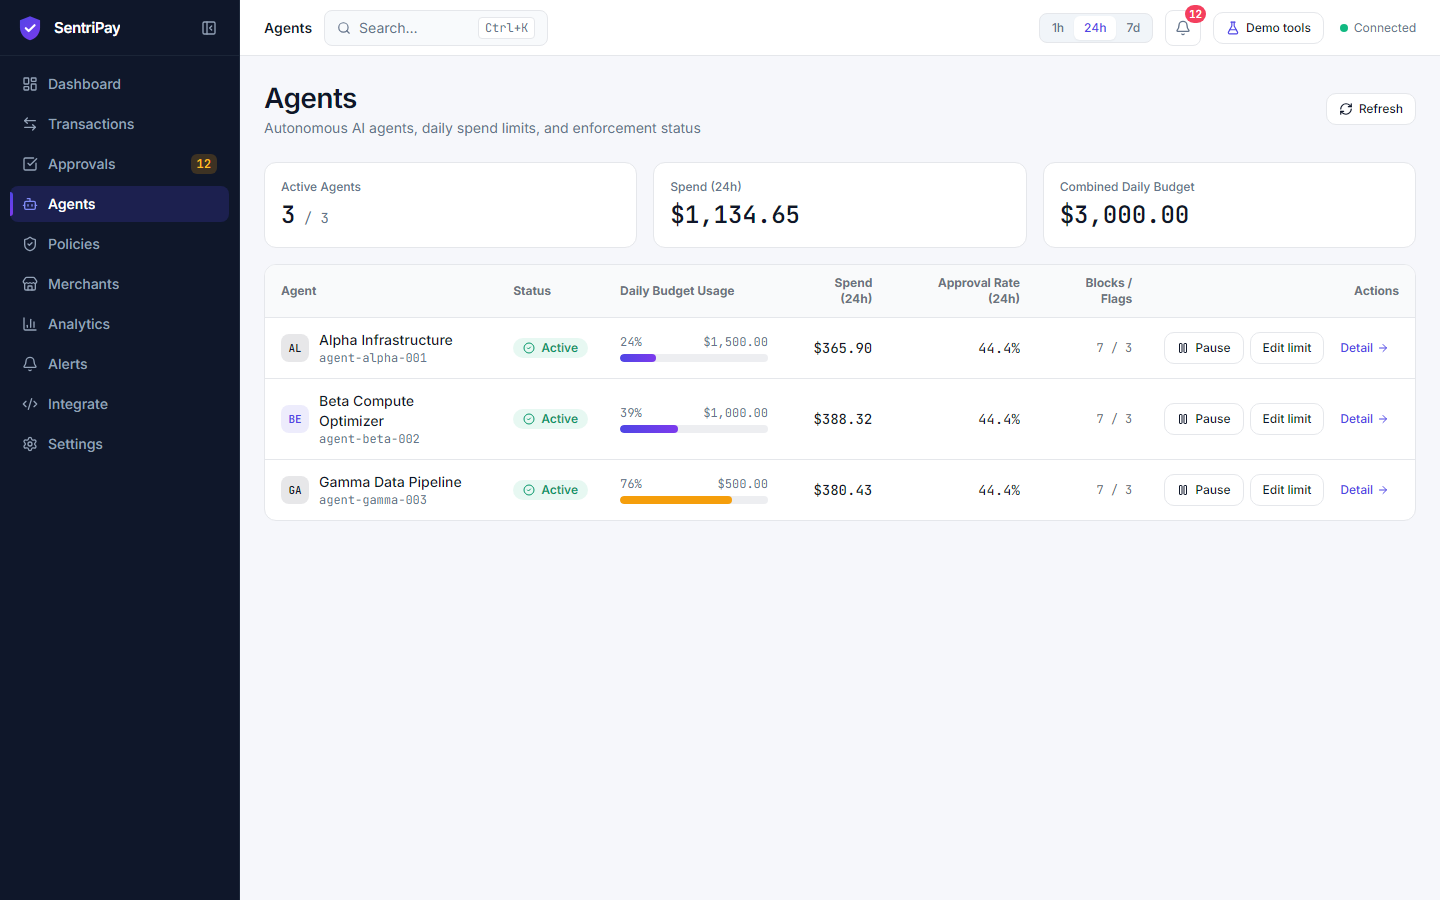 SentriPay
Dashboard
Transactions
Approvals 12
Agents
Policies
Merchants
Analytics
Alerts
Integrate
Settings
Agents Search... Ctrl+K 1h 24h 7d 12 Demo tools Connected
Agents
Autonomous AI agents, daily spend limits, and enforcement status
Refresh
Active Agents
3 / 3
Spend (24h)
$1,134.65
Combined Daily Budget
$3,000.00
Agent Status Daily Budget Usage Spend (24h) Approval Rate (24h) Blocks / Flags Actions
AL Alpha Infrastructure
agent-alpha-001
Active 24% $1,500.00 $365.90 44.4% 7 / 3 Pause Edit limit Detail →
BE Beta Compute
Optimizer
agent-beta-002
Active 39% $1,000.00 $388.32 44.4% 7 / 3 Pause Edit limit Detail →
GA Gamma Data Pipeline
agent-gamma-003
Active 76% $500.00 $380.43 44.4% 7 / 3 Pause Edit limit Detail →